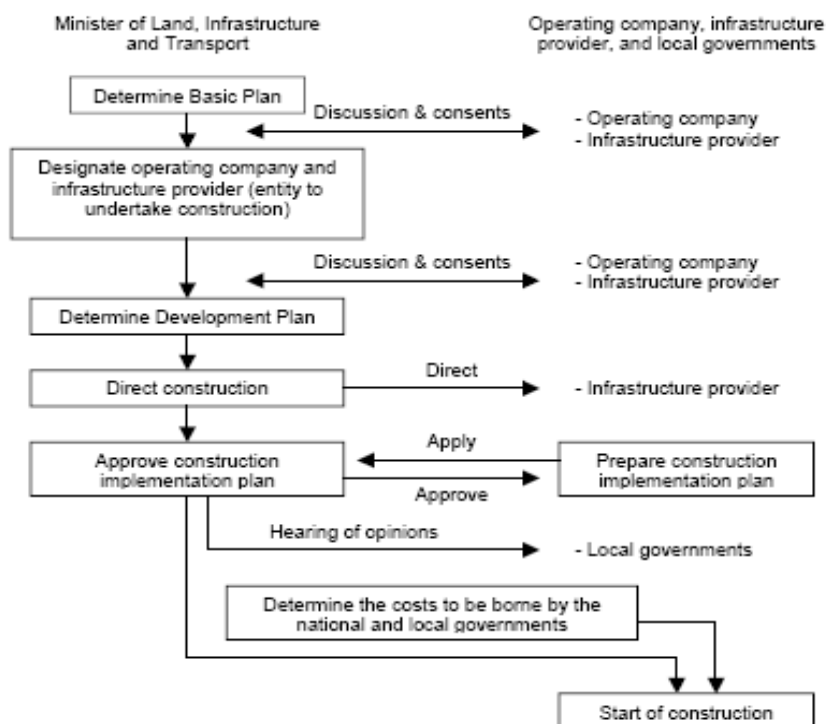 Minister of Land, Infrastructure
and Transport
Operating company, infrastructure
provider, and local governments
Determine Basic Plan
Discussion & consents
- Operating company
- Infrastructure provider
Designate operating company and
infrastructure provider (entity to
undertake construction)
Discussion & consents
- Operating company
- Infrastructure provider
Determine Development Plan
Direct construction
Direct
- Infrastructure provider
Approve construction
implementation plan
Apply
Approve
Prepare construction
implementation plan
Hearing of opinions
- Local governments
Determine the costs to be borne by the
national and local governments
Start of construction